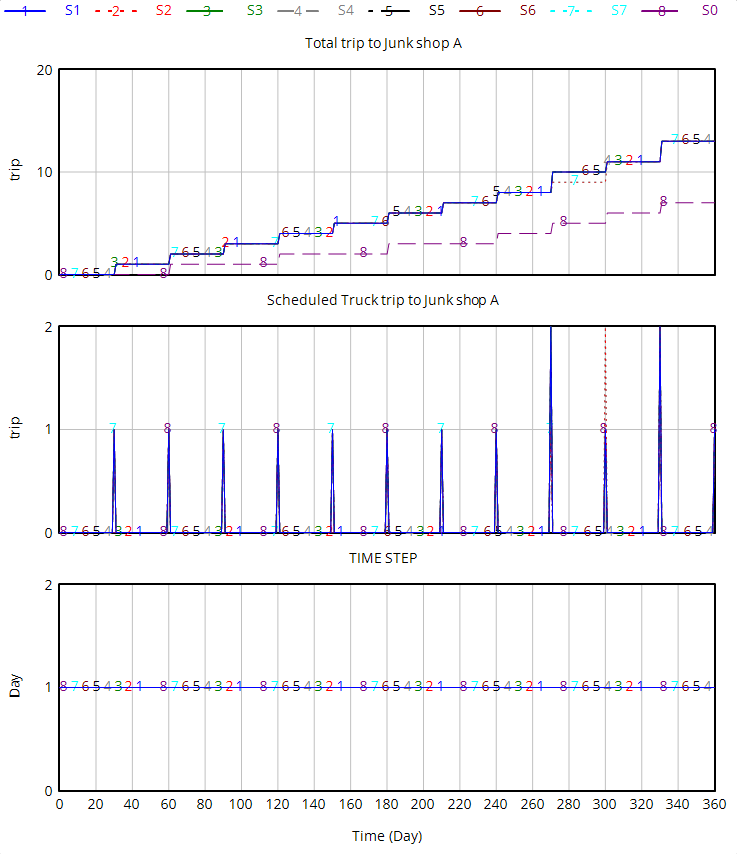 1 S1 2 S2 3 S3 4 S4 5 S5 6 S6 7 S7 8 S0
Total trip to Junk shop A
20
trip
10
0
Scheduled Truck trip to Junk shop A
2
trip
1
0
TIME STEP
2
Day
1
0
0 20 40 60 80 100 120 140 160 180 200 220 240 260 280 300 320 340 360
Time (Day)